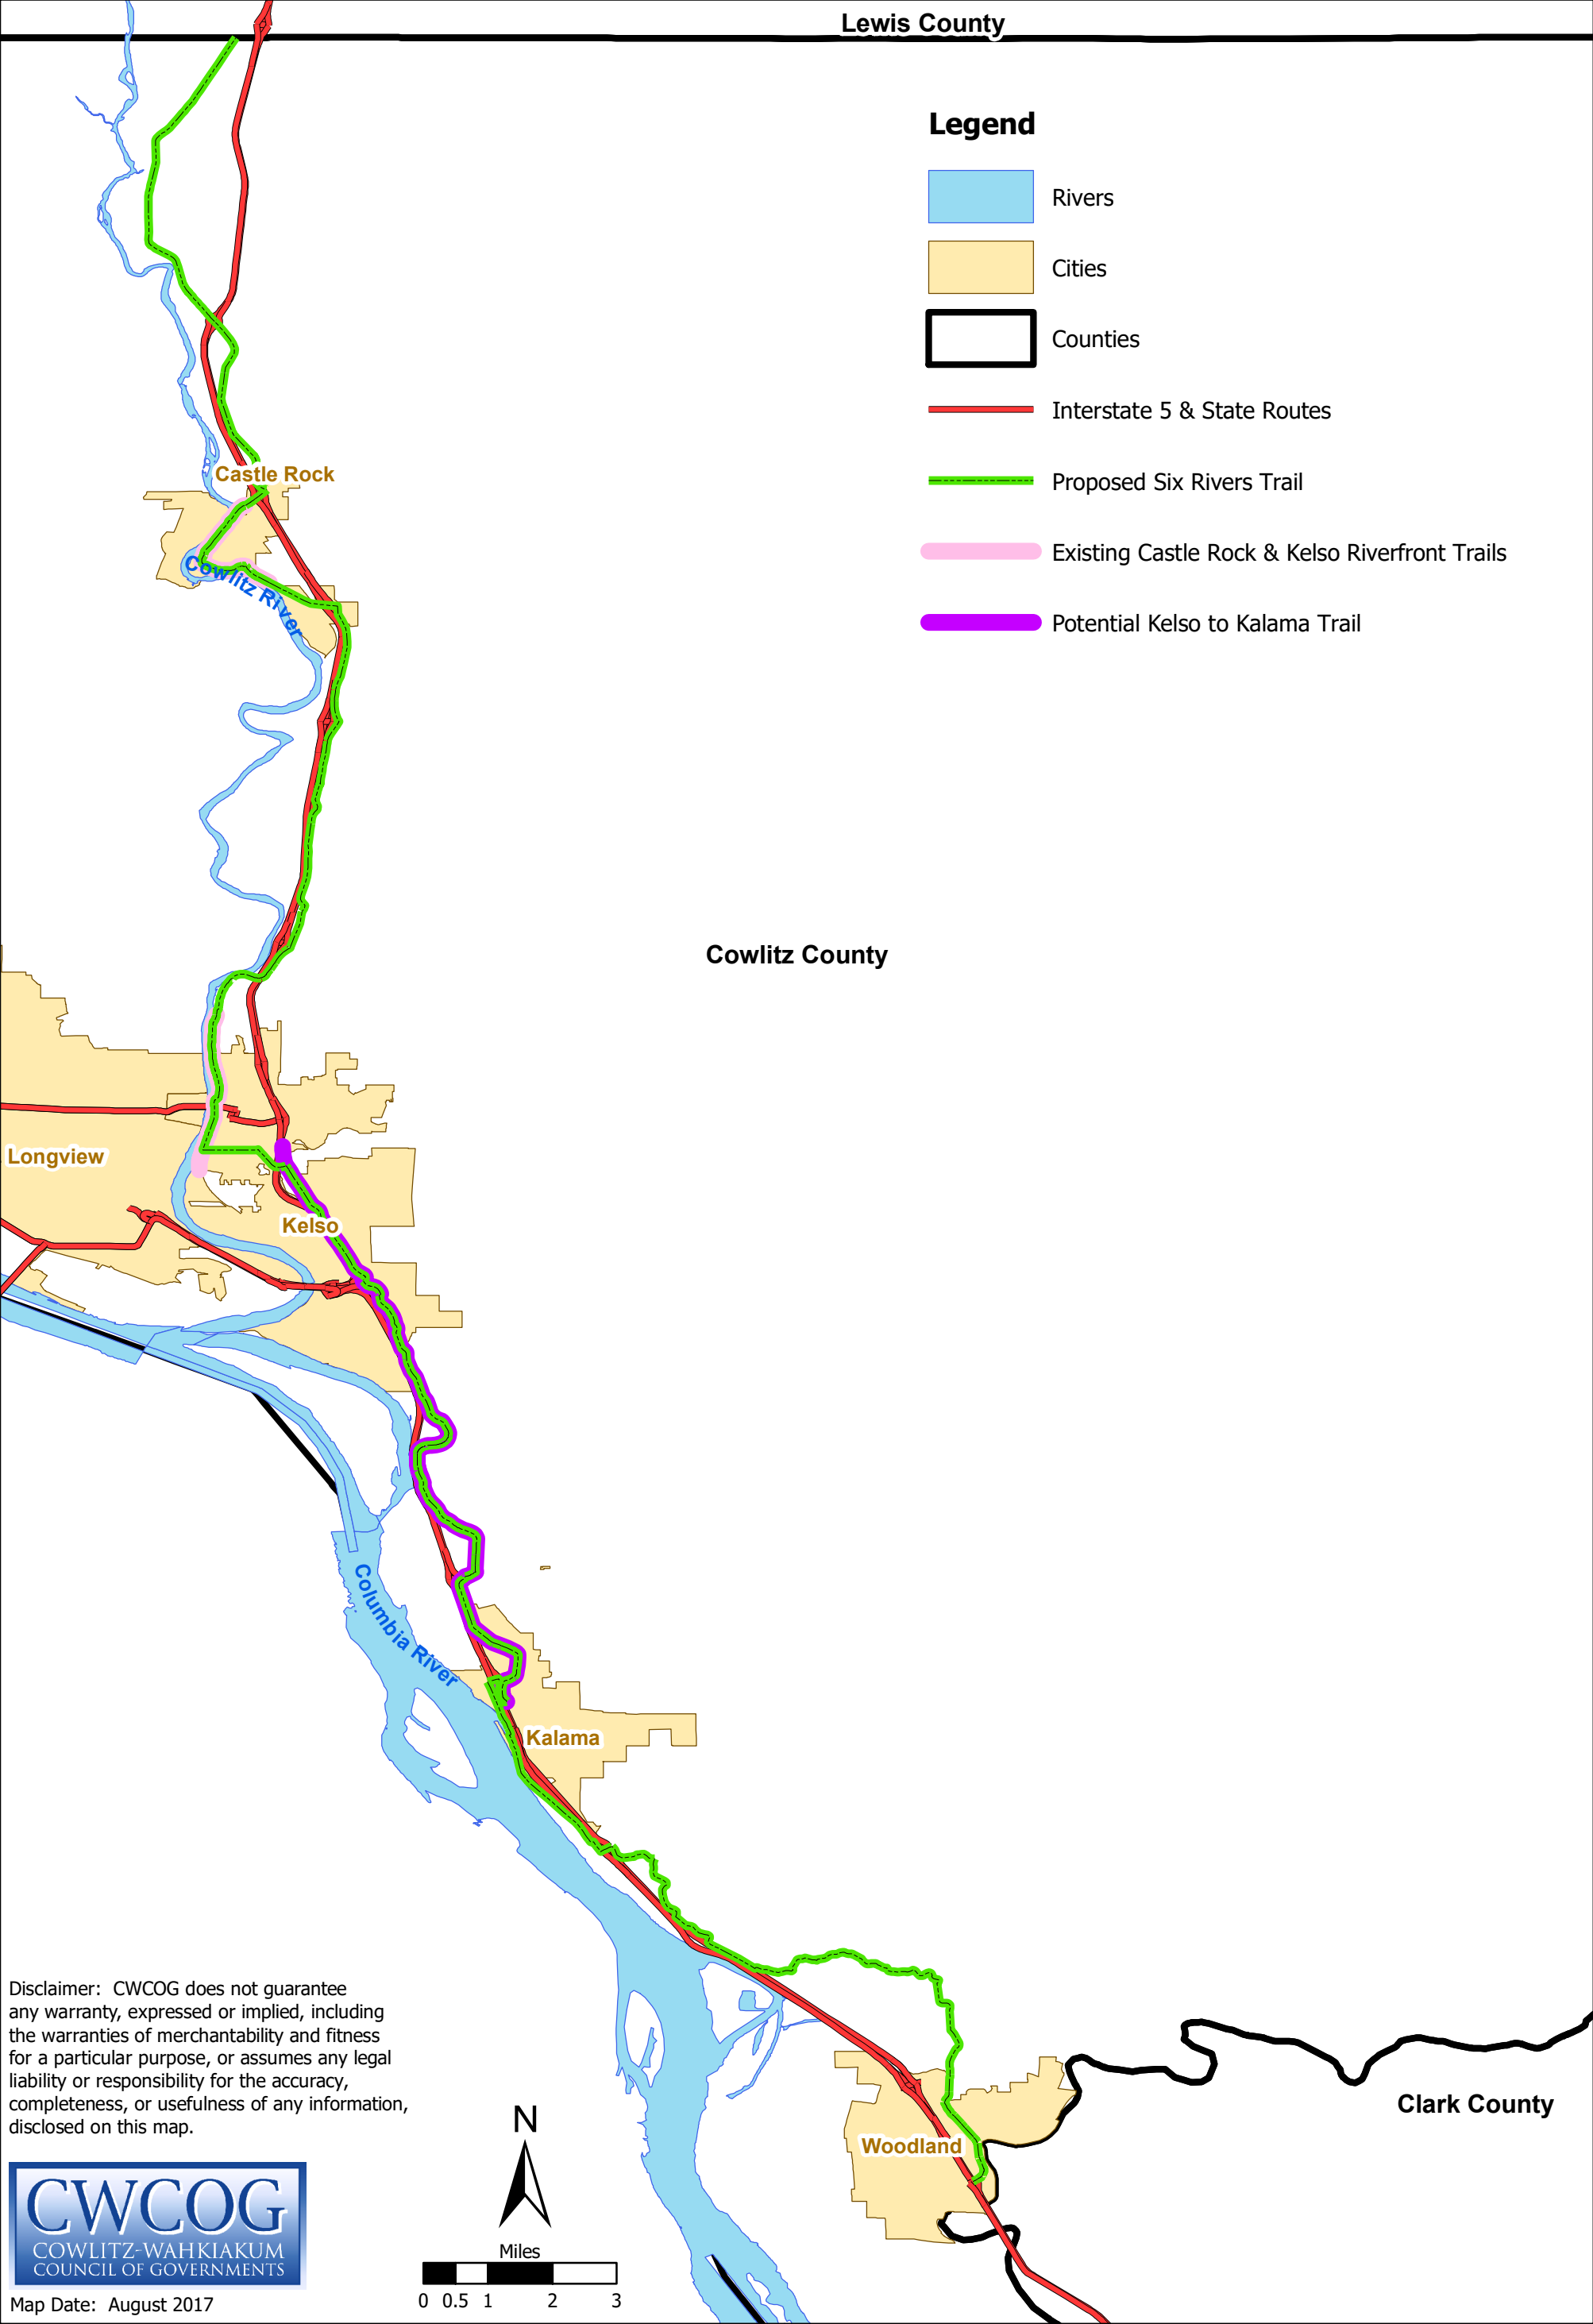 Lewis County
Legend
Rivers
Cities
Counties
Interstate 5 & State Routes
Proposed Six Rivers Trail
Existing Castle Rock & Kelso Riverfront Trails
Potential Kelso to Kalama Trail
Castle Rock
Cowlitz River
Cowlitz County
Longview
Kelso
Columbia River
Kalama
Woodland
Clark County
Disclaimer: CWCOG does not guarantee
any warranty, expressed or implied, including
the warranties of merchantability and fitness
for a particular purpose, or assumes any legal
liability or responsibility for the accuracy,
completeness, or usefulness of any information,
disclosed on this map.
CWCOG
COWLITZ-WAHKIAKUM
COUNCIL OF GOVERNMENTS
Map Date: August 2017
N
Miles
0 0.5 1 2 3